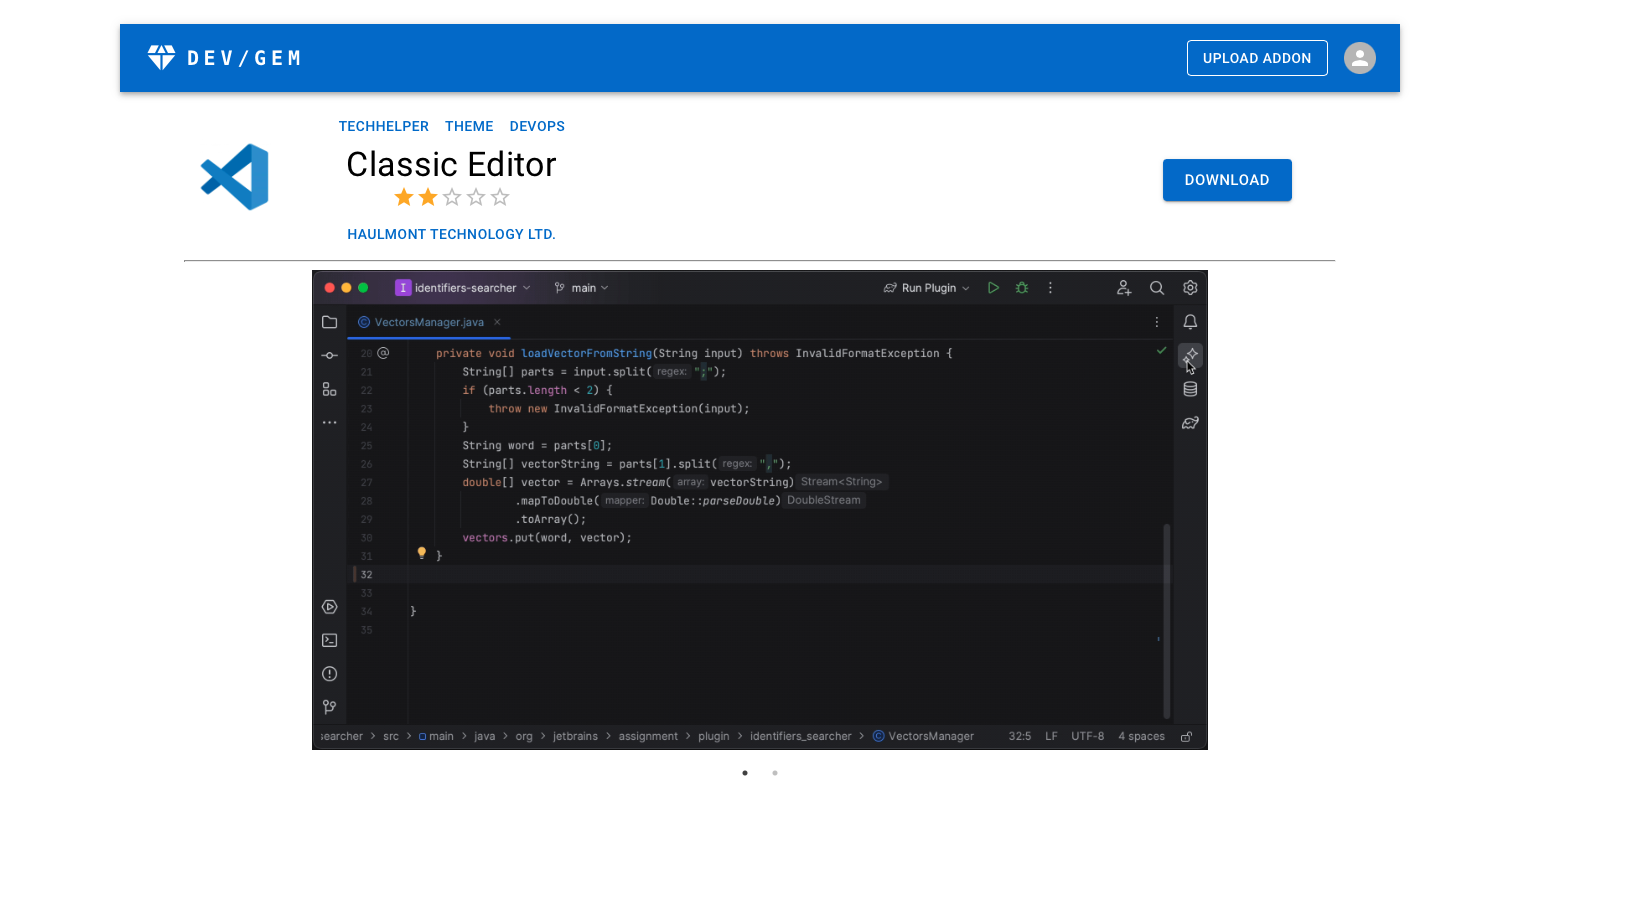 DEV/GEM UPLOAD ADDON
TECHHELPER THEME DEVOPS
Classic Editor
DOWNLOAD
HAULMONT TECHNOLOGY LTD.
I identifiers-searcher main Run Plugin
© VectorsManager.java ×
20 @ private void loadVectorFromString(String input) throws InvalidFormatException {
21 String[] parts = input.split( regex: ";");
22 if (parts.length < 2) {
23 throw new InvalidFormatException(input);
24 }
25 String word = parts[0];
26 String[] vectorString = parts[1].split( regex: ",");
27 double[] vector = Arrays.stream( array: vectorString) Stream<String>
28 .mapToDouble( mapper: Double::parseDouble) DoubleStream
29 .toArray();
30 vectors.put(word, vector);
31 }
32
33
34 }
35
searcher > src > main > java > org > jetbrains > assignment > plugin > identifiers_searcher > © VectorsManager 32:5 LF UTF-8 4 spaces